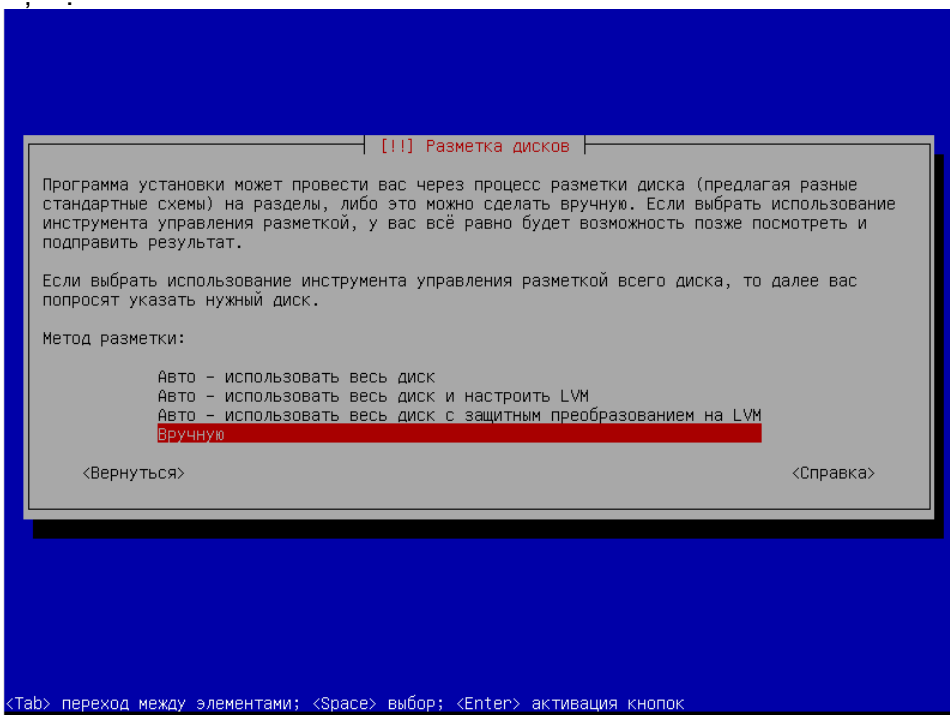 [!!] Разметка дисков
Программа установки может провести вас через процесс разметки диска (предлагая разные
стандартные схемы) на разделы, либо это можно сделать вручную. Если выбрать использование
инструмента управления разметкой, у вас всё равно будет возможность позже посмотреть и
подправить результат.
Если выбрать использование инструмента управления разметкой всего диска, то далее вас
попросят указать нужный диск.
Метод разметки:
Авто - использовать весь диск
Авто - использовать весь диск и настроить LVM
Авто - использовать весь диск с защитным преобразованием на LVM
Вручную
<Вернуться> <Справка>
<Tab> переход между элементами; <Space> выбор; <Enter> активация кнопок